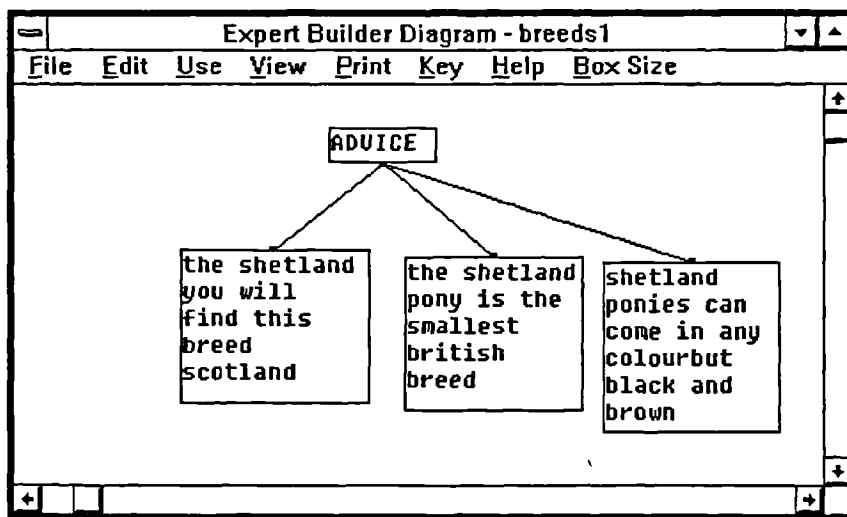 Expert Builder Diagram - breeds1
File Edit Use View Print Key Help Box Size
ADVICE
the shetland
you will
find this
breed
scotland
the shetland
pony is the
smallest
british
breed
shetland
ponies can
come in any
colourbut
black and
brown